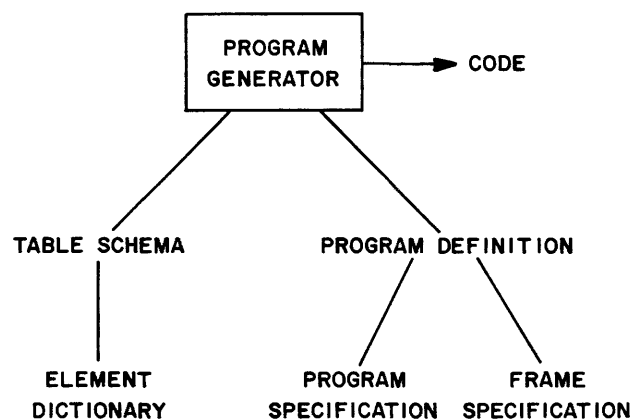 PROGRAM
GENERATOR
CODE
TABLE SCHEMA
PROGRAM DEFINITION
ELEMENT
DICTIONARY
PROGRAM
SPECIFICATION
FRAME
SPECIFICATION